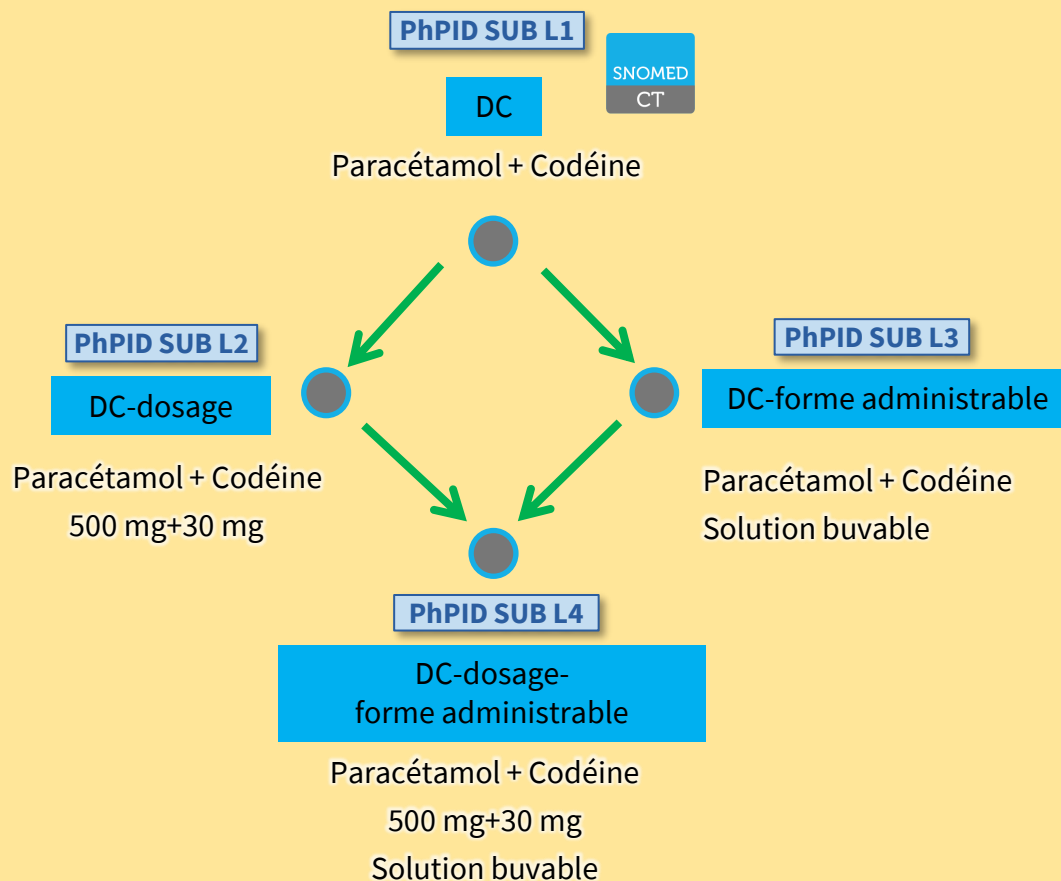 PhPID SUB L1
SNOMED
CT
DC
Paracétamol + Codéine
PhPID SUB L2
DC-dosage
Paracétamol + Codéine
500 mg+30 mg
PhPID SUB L3
DC-forme administrable
Paracétamol + Codéine
Solution buvable
PhPID SUB L4
DC-dosage-
forme administrable
Paracétamol + Codéine
500 mg+30 mg
Solution buvable